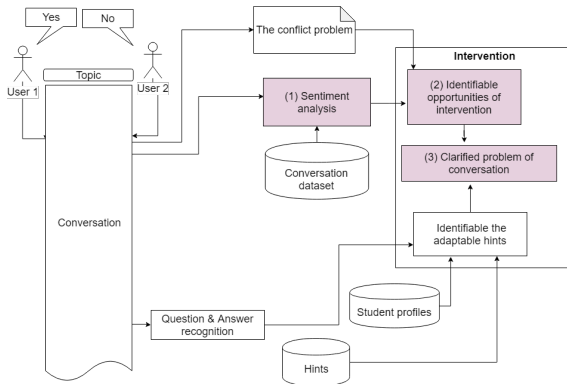 Yes
No
User 1
User 2
Topic
Conversation
The conflict problem
(1) Sentiment
analysis
Conversation
dataset
Question & Answer
recognition
Intervention
(2) Identifiable
opportunities of
intervention
(3) Clarified problem of
conversation
Identifiable the
adaptable hints
Student profiles
Hints